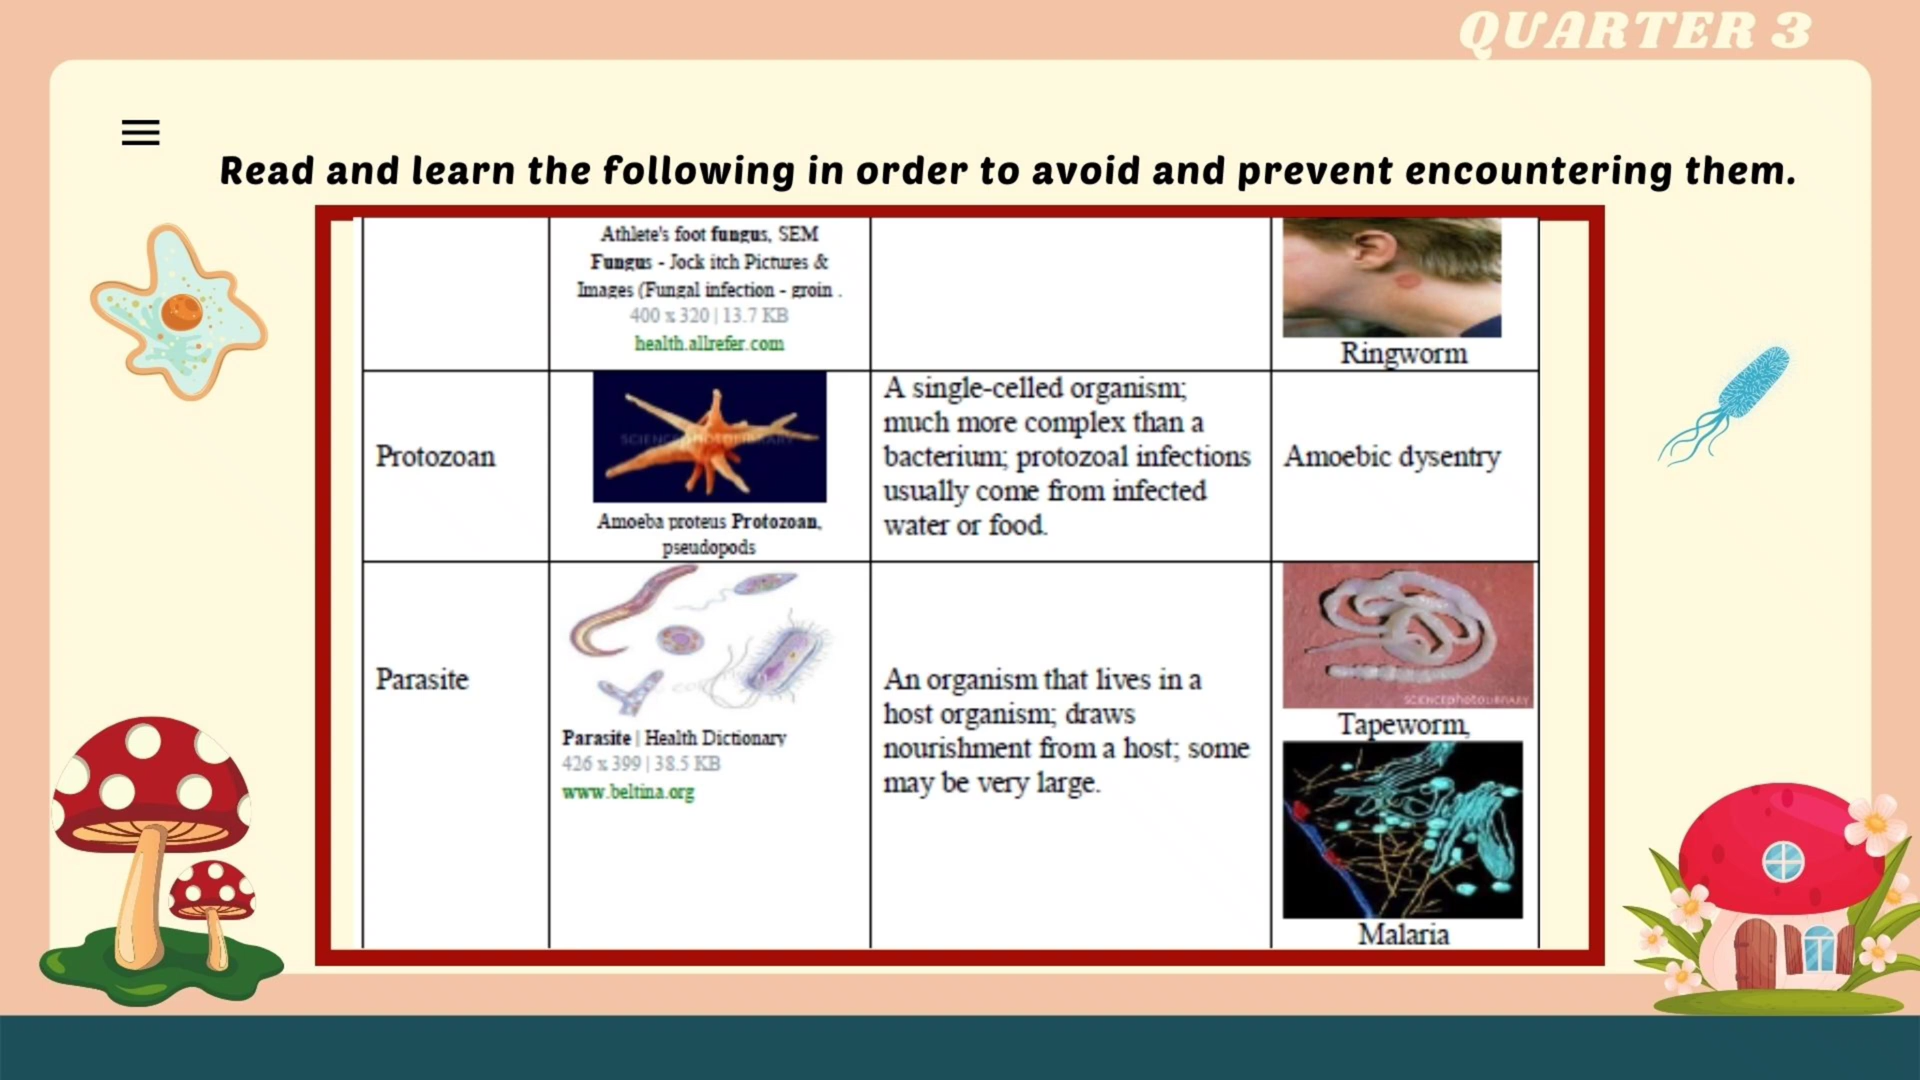 QUARTER 3
Read and learn the following in order to avoid and prevent encountering them.
Athlete's foot fungus, SEM
Fungus - Jock itch Pictures &
Images (Fungal infection - groin .
400 x 320 | 13.7 KB
health.allrefer.com
Ringworm
Protozoan
SCIENCEPHOTOLIBRARY
Amoeba proteus Protozoan,
pseudopods
A single-celled organism;
much more complex than a
bacterium; protozoal infections
usually come from infected
water or food.
Amoebic dysentry
Parasite
Parasite | Health Dictionary
426 x 399 | 38.5 KB
www.beltina.org
An organism that lives in a
host organism; draws
nourishment from a host; some
may be very large.
SCIENCEphotoLIBRARY
Tapeworm,
Malaria